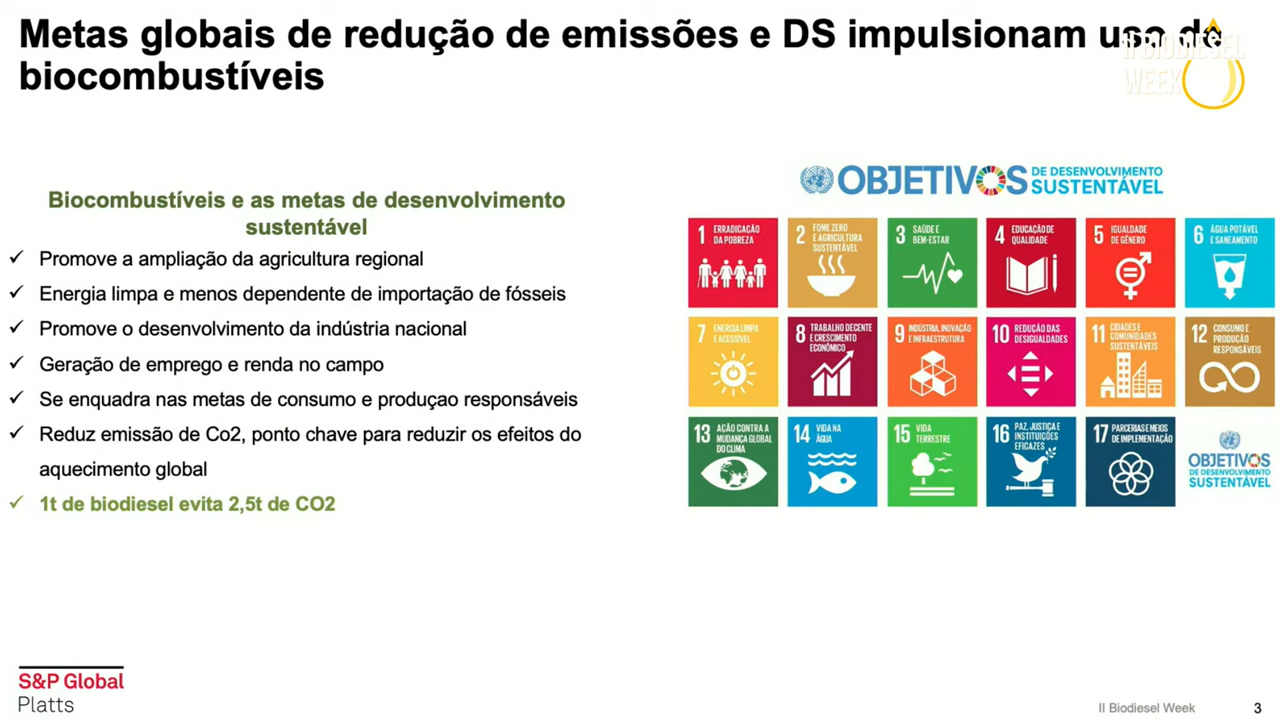 Metas globais de redução de emissões e DS impulsionam uso de
biocombustíveis
II BIODIESEL
WEEK
Biocombustíveis e as metas de desenvolvimento
sustentável
✓ Promove a ampliação da agricultura regional
✓ Energia limpa e menos dependente de importação de fósseis
✓ Promove o desenvolvimento da indústria nacional
✓ Geração de emprego e renda no campo
✓ Se enquadra nas metas de consumo e produçao responsáveis
✓ Reduz emissão de Co2, ponto chave para reduzir os efeitos do
aquecimento global
✓ 1t de biodiesel evita 2,5t de CO2
OBJETIVOS
DE DESENVOLVIMENTO
SUSTENTÁVEL
1 ERRADICAÇÃO
DA POBREZA
2 FOME ZERO
E AGRICULTURA
SUSTENTÁVEL
3 SAÚDE E
BEM-ESTAR
4 EDUCAÇÃO DE
QUALIDADE
5 IGUALDADE
DE GÊNERO
6 ÁGUA POTÁVEL
E SANEAMENTO
7 ENERGIA LIMPA
E ACESSÍVEL
8 TRABALHO DECENTE
E CRESCIMENTO
ECONÔMICO
9 INDÚSTRIA, INOVAÇÃO
E INFRAESTRUTURA
10 REDUÇÃO DAS
DESIGUALDADES
11 CIDADES E
COMUNIDADES
SUSTENTÁVEIS
12 CONSUMO E
PRODUÇÃO
RESPONSÁVEIS
13 AÇÃO CONTRA A
MUDANÇA GLOBAL
DO CLIMA
14 VIDA NA
ÁGUA
15 VIDA
TERRESTRE
16 PAZ, JUSTIÇA E
INSTITUIÇÕES
EFICAZES
17 PARCERIAS E MEIOS
DE IMPLEMENTAÇÃO
OBJETIVOS
DE DESENVOLVIMENTO
SUSTENTÁVEL
S&P Global
Platts
II Biodiesel Week
3